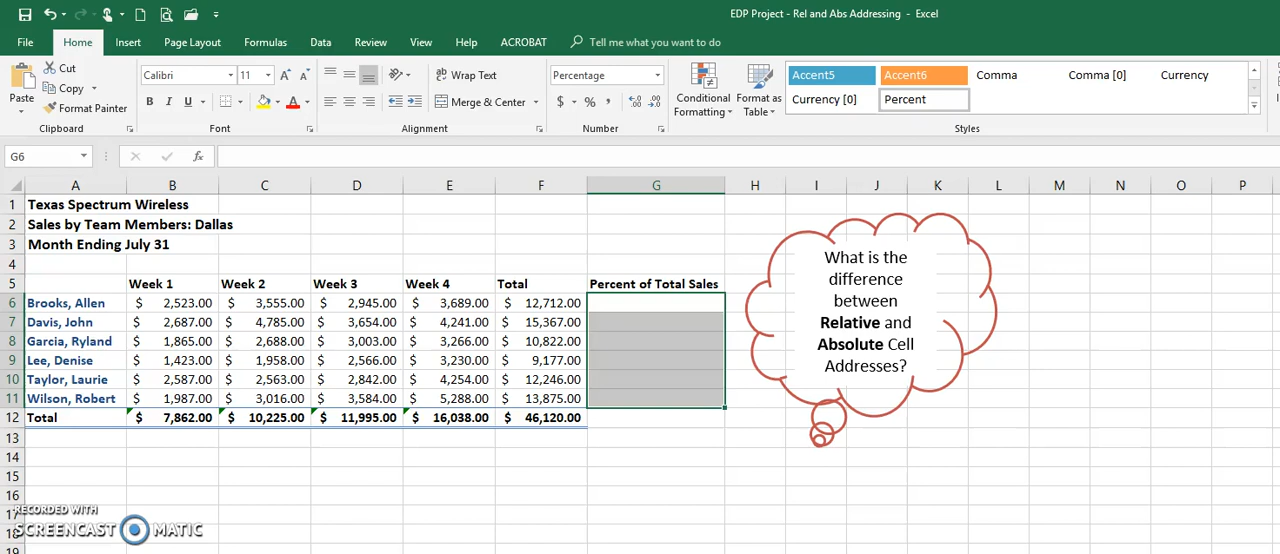 EDP Project - Rel and Abs Addressing - Excel
File Home Insert Page Layout Formulas Data Review View Help ACROBAT Tell me what you want to do
Cut
Copy
Format Painter
Paste
Clipboard
Calibri 11 A A
B I U A
Font
ab Wrap Text
Merge & Center
Alignment
Percentage
$ % , .0 .00 .00 .0
Number
Conditional Formatting
Format as Table
Accent5 Accent6 Comma Comma [0] Currency
Currency [0] Percent
Styles
G6 fx
A B C D E F G H I J K L M N O P
1 Texas Spectrum Wireless
2 Sales by Team Members: Dallas
3 Month Ending July 31
4
5 Week 1 Week 2 Week 3 Week 4 Total Percent of Total Sales
6 Brooks, Allen $ 2,523.00 $ 3,555.00 $ 2,945.00 $ 3,689.00 $ 12,712.00
7 Davis, John $ 2,687.00 $ 4,785.00 $ 3,654.00 $ 4,241.00 $ 15,367.00
8 Garcia, Ryland $ 1,865.00 $ 2,688.00 $ 3,003.00 $ 3,266.00 $ 10,822.00
9 Lee, Denise $ 1,423.00 $ 1,958.00 $ 2,566.00 $ 3,230.00 $ 9,177.00
10 Taylor, Laurie $ 2,587.00 $ 2,563.00 $ 2,842.00 $ 4,254.00 $ 12,246.00
11 Wilson, Robert $ 1,987.00 $ 3,016.00 $ 3,584.00 $ 5,288.00 $ 13,875.00
12 Total $ 7,862.00 $ 10,225.00 $ 11,995.00 $ 16,038.00 $ 46,120.00
13
14
15
16
17
18
19
What is the
difference
between
Relative and
Absolute Cell
Addresses?
RECORDED WITH
SCREENCAST MATIC